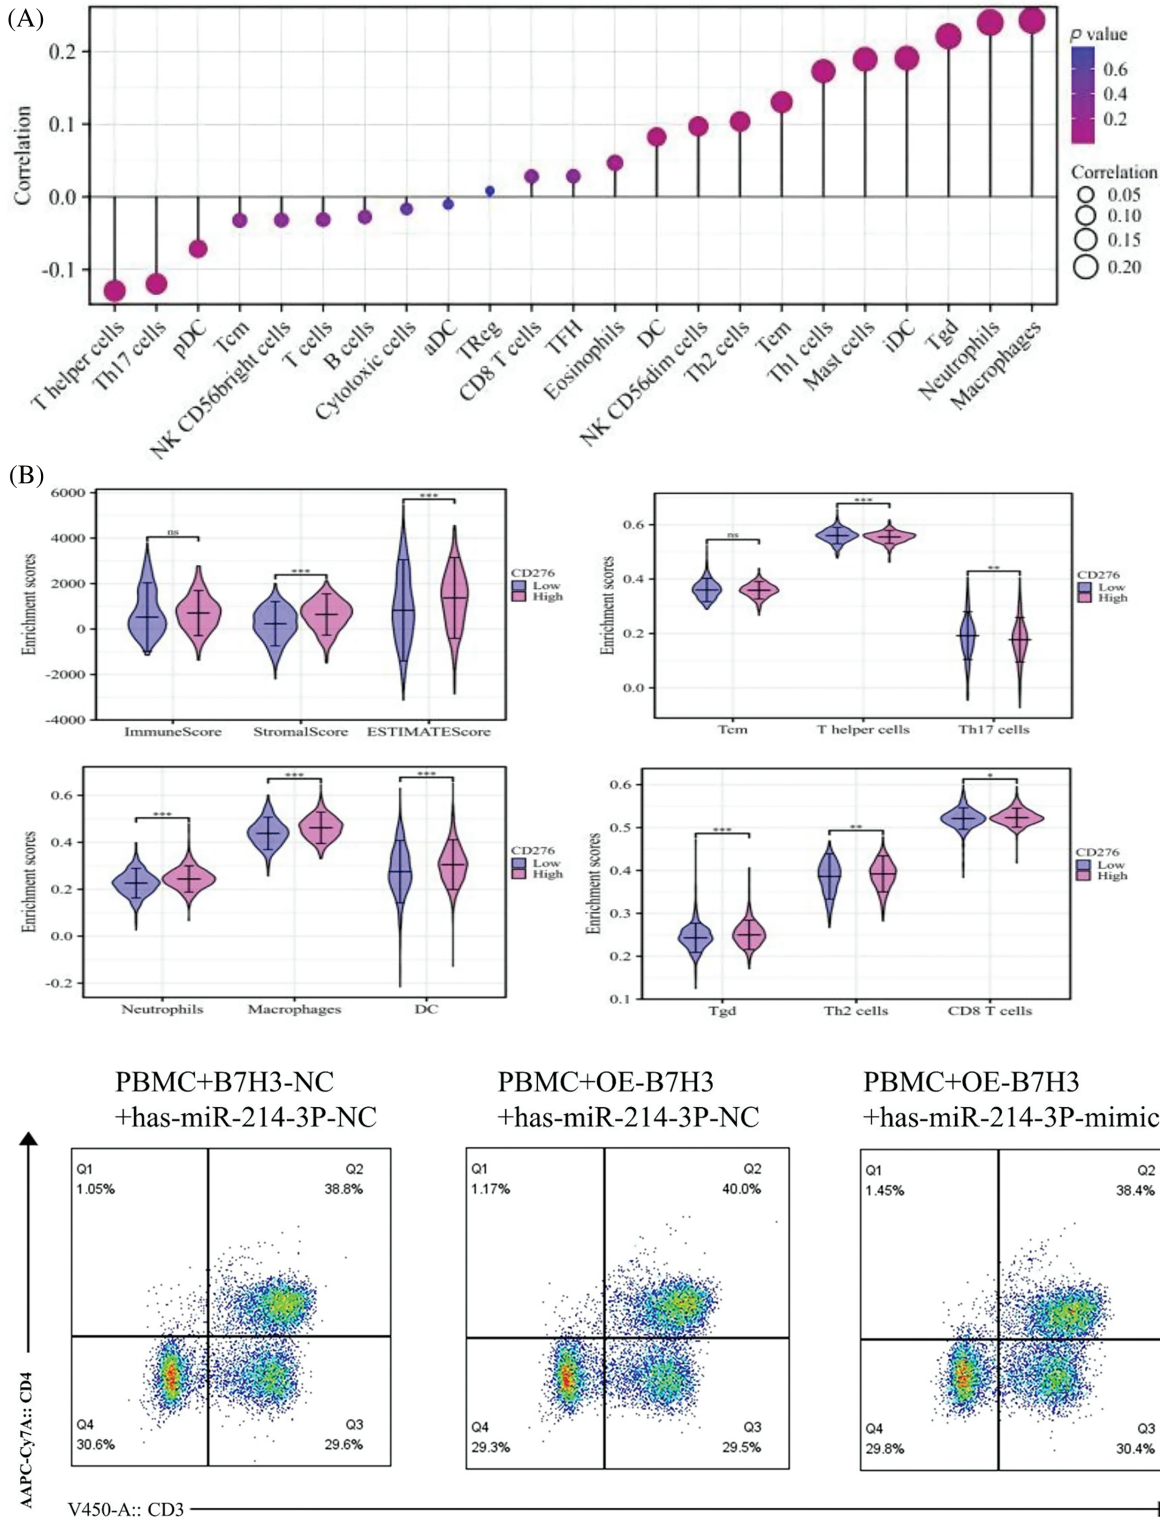 (A)
0.2
0.1
0.0
-0.1
Correlation
T helper cells
Th17 cells
pDC
Tcm
NK CD56bright cells
T cells
B cells
Cytotoxic cells
aDC
TReg
CD8 T cells
TFH
Eosinophils
DC
NK CD56dim cells
Th2 cells
Tem
Th1 cells
Mast cells
iDC
Tgd
Neutrophils
Macrophages
p value
0.6
0.4
0.2
Correlation
0.05
0.10
0.15
0.20
(B)
Enrichment scores
6000
4000
2000
0
-2000
-4000
ns
***
***
ImmuneScore
StromalScore
ESTIMATEScore
CD276
Low
High
Enrichment scores
0.6
0.4
0.2
0.0
ns
***
**
Tcm
T helper cells
Th17 cells
CD276
Low
High
Enrichment scores
0.6
0.4
0.2
0.0
-0.2
***
***
***
Neutrophils
Macrophages
DC
CD276
Low
High
Enrichment scores
0.6
0.5
0.4
0.3
0.2
0.1
***
**
*
Tgd
Th2 cells
CD8 T cells
CD276
Low
High
PBMC+B7H3-NC
+has-miR-214-3P-NC
PBMC+OE-B7H3
+has-miR-214-3P-NC
PBMC+OE-B7H3
+has-miR-214-3P-mimic
Q1
1.05%
Q2
38.8%
Q4
30.6%
Q3
29.6%
Q1
1.17%
Q2
40.0%
Q4
29.3%
Q3
29.5%
Q1
1.45%
Q2
38.4%
Q4
29.8%
Q3
30.4%
AAPC-Cy7A:: CD4
V450-A:: CD3